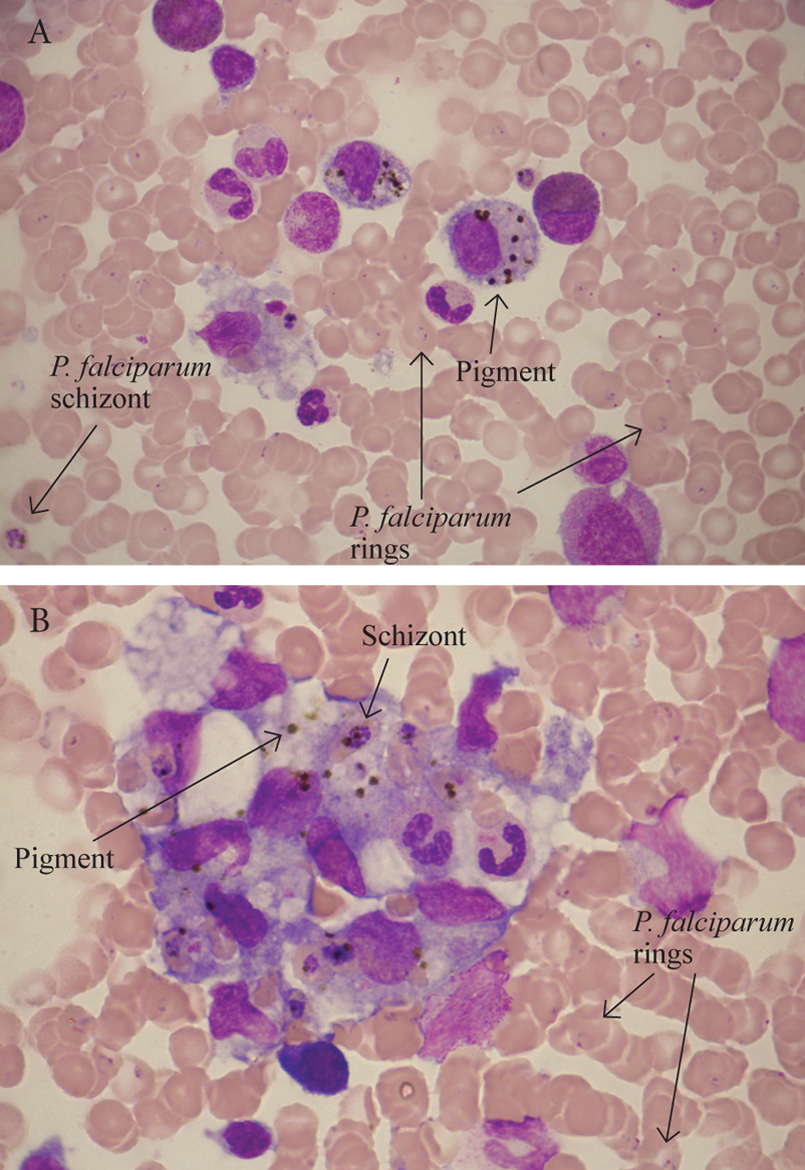 A
P. falciparum
schizont
Pigment
P. falciparum
rings
B
Schizont
Pigment
P. falciparum
rings